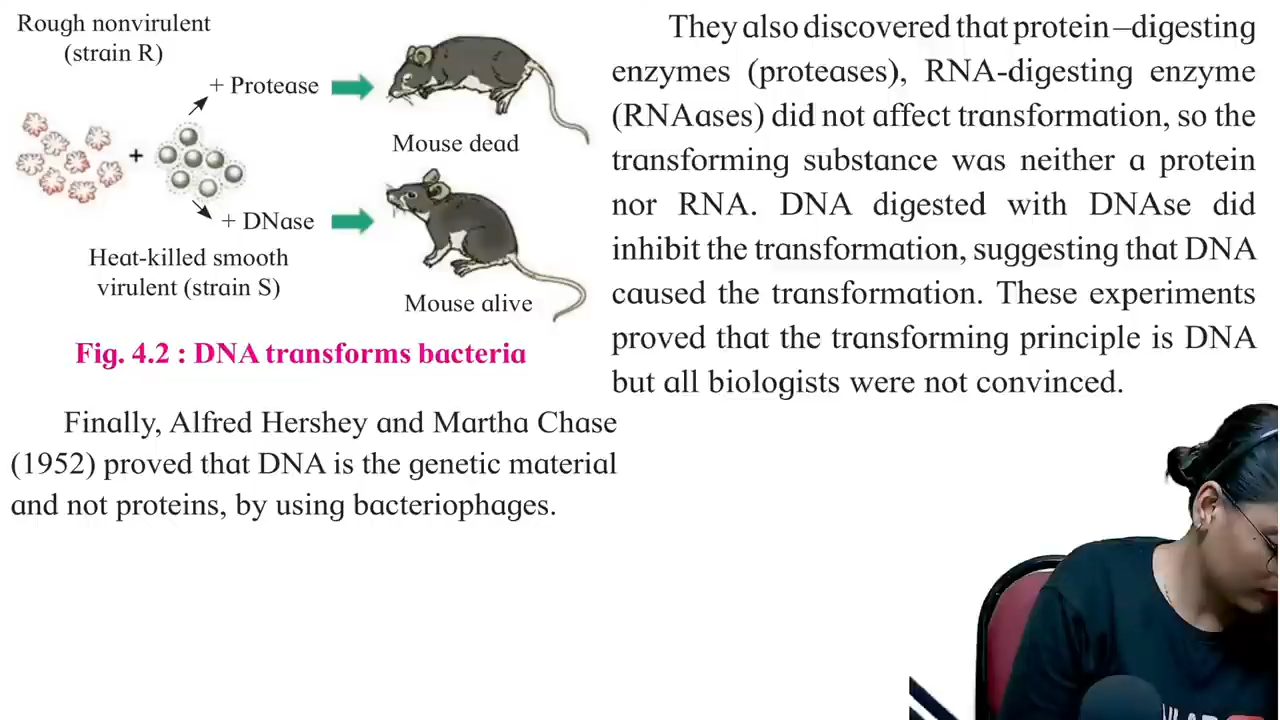 Rough nonvirulent
(strain R)
+ Protease
Mouse dead
+
+ DNase
Heat-killed smooth
virulent (strain S)
Mouse alive
Fig. 4.2 : DNA transforms bacteria
Finally, Alfred Hershey and Martha Chase
(1952) proved that DNA is the genetic material
and not proteins, by using bacteriophages.
They also discovered that protein–digesting
enzymes (proteases), RNA-digesting enzyme
(RNAases) did not affect transformation, so the
transforming substance was neither a protein
nor RNA. DNA digested with DNAse did
inhibit the transformation, suggesting that DNA
caused the transformation. These experiments
proved that the transforming principle is DNA
but all biologists were not convinced.